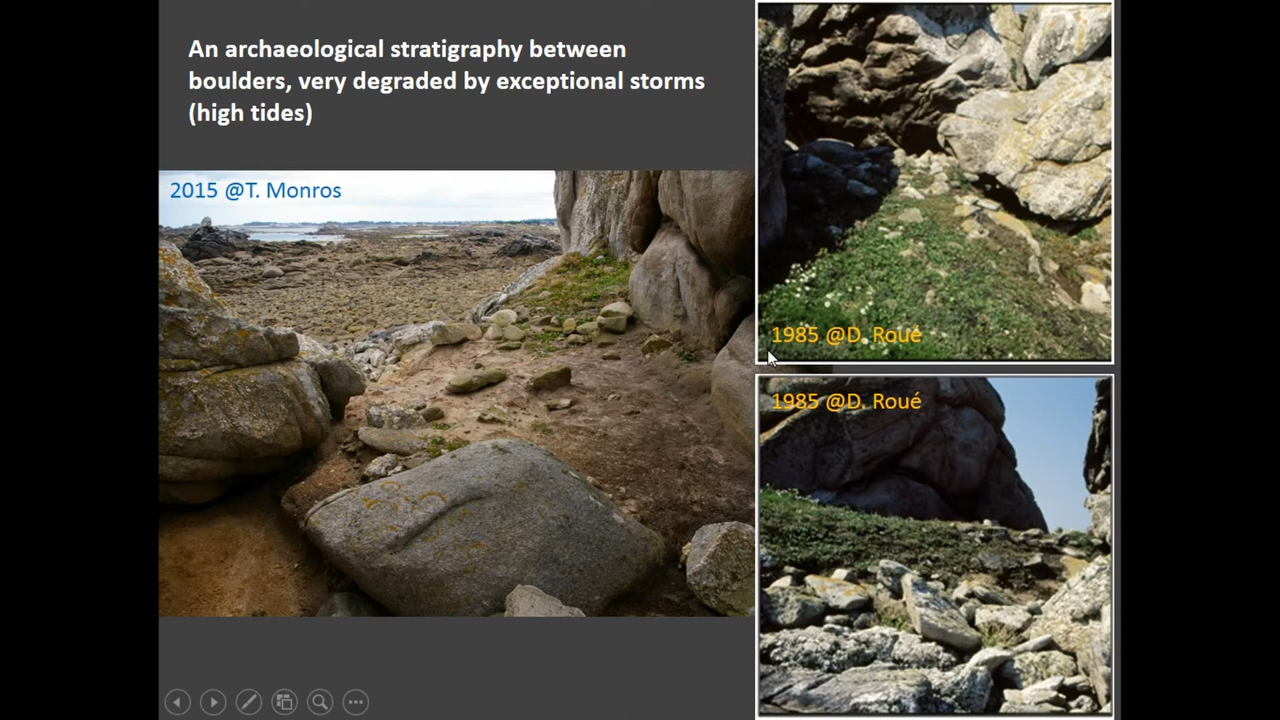 An archaeological stratigraphy between
boulders, very degraded by exceptional storms
(high tides)
2015 @T. Monros
1985 @D. Roué
1985 @D. Roué